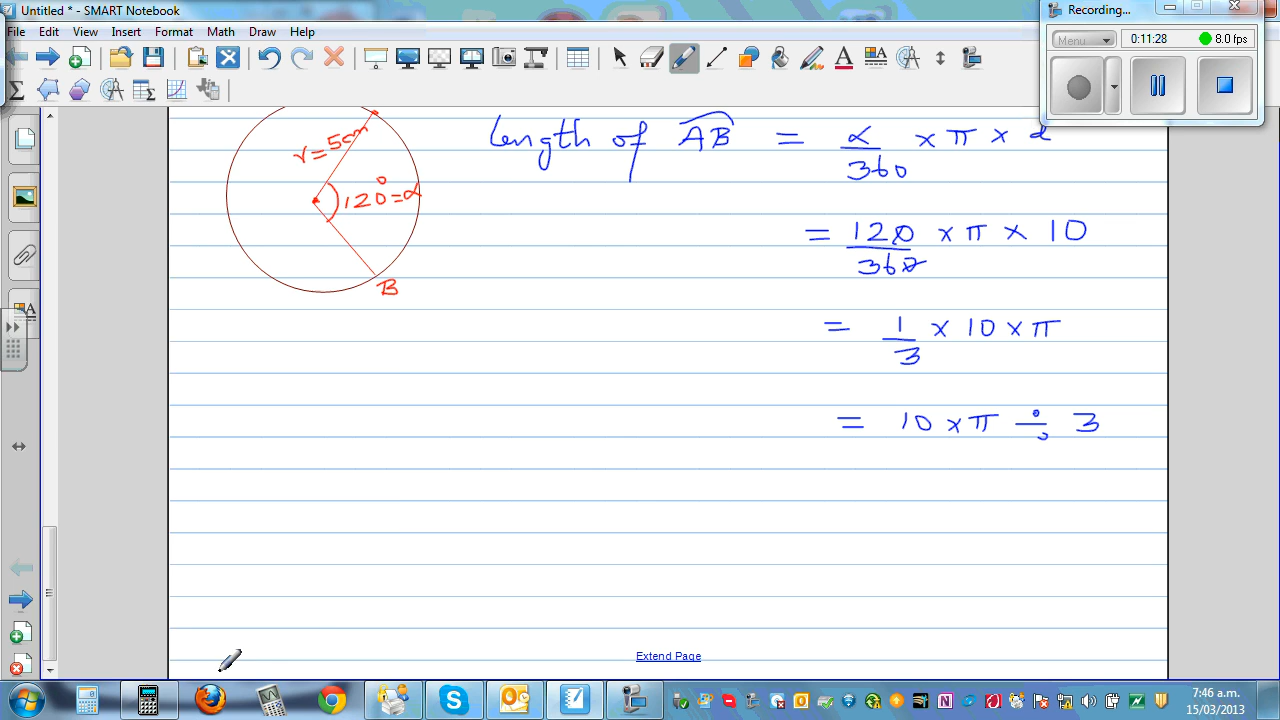 Untitled * - SMART Notebook
Recording...
File Edit View Insert Format Math Draw Help
Menu
0:11:28
8.0 fps
r=5cm
120°=α
B
length of AB = α/360 × π × d
= 120/360 × π × 10
= 1/3 × 10 × π
= 10 × π ÷ 3
Extend Page
7:46 a.m.
15/03/2013